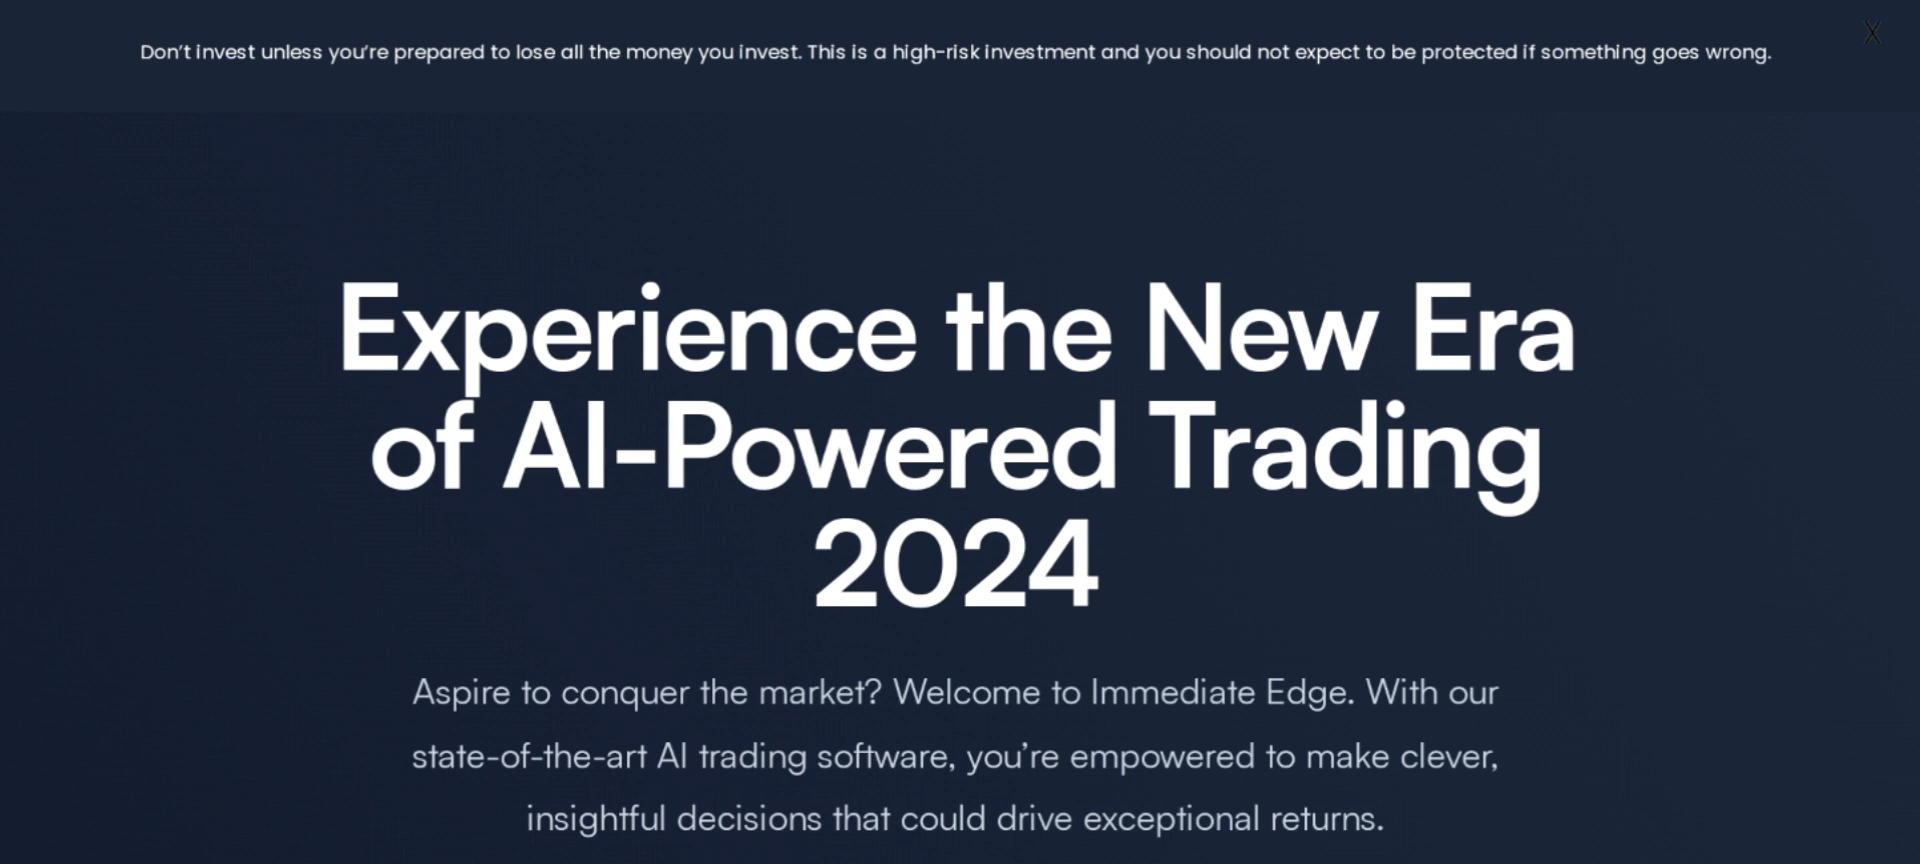 Don't invest unless you're prepared to lose all the money you invest. This is a high-risk investment and you should not expect to be protected if something goes wrong.
X
Experience the New Era
of AI-Powered Trading
2024
Aspire to conquer the market? Welcome to Immediate Edge. With our
state-of-the-art AI trading software, you’re empowered to make clever,
insightful decisions that could drive exceptional returns.